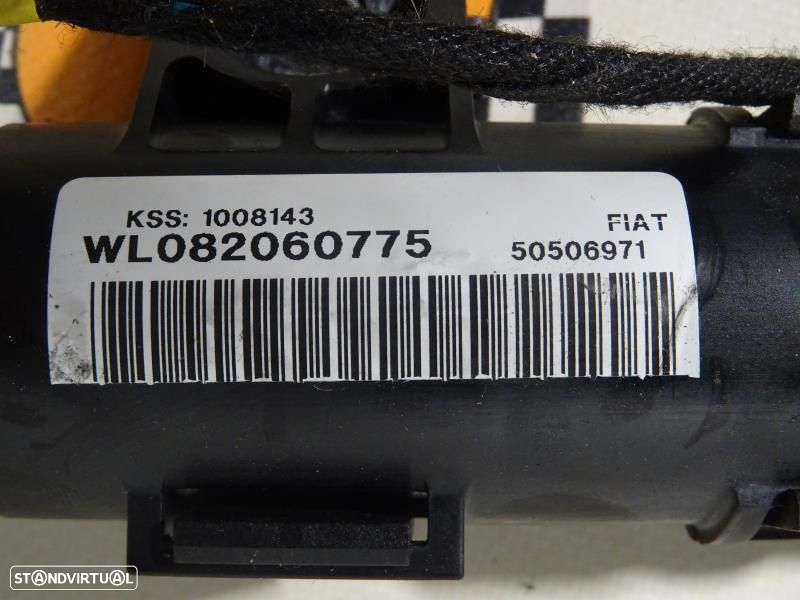 KSS: 1008143
FIAT
WL082060775
50506971
STANDVIRTUAL